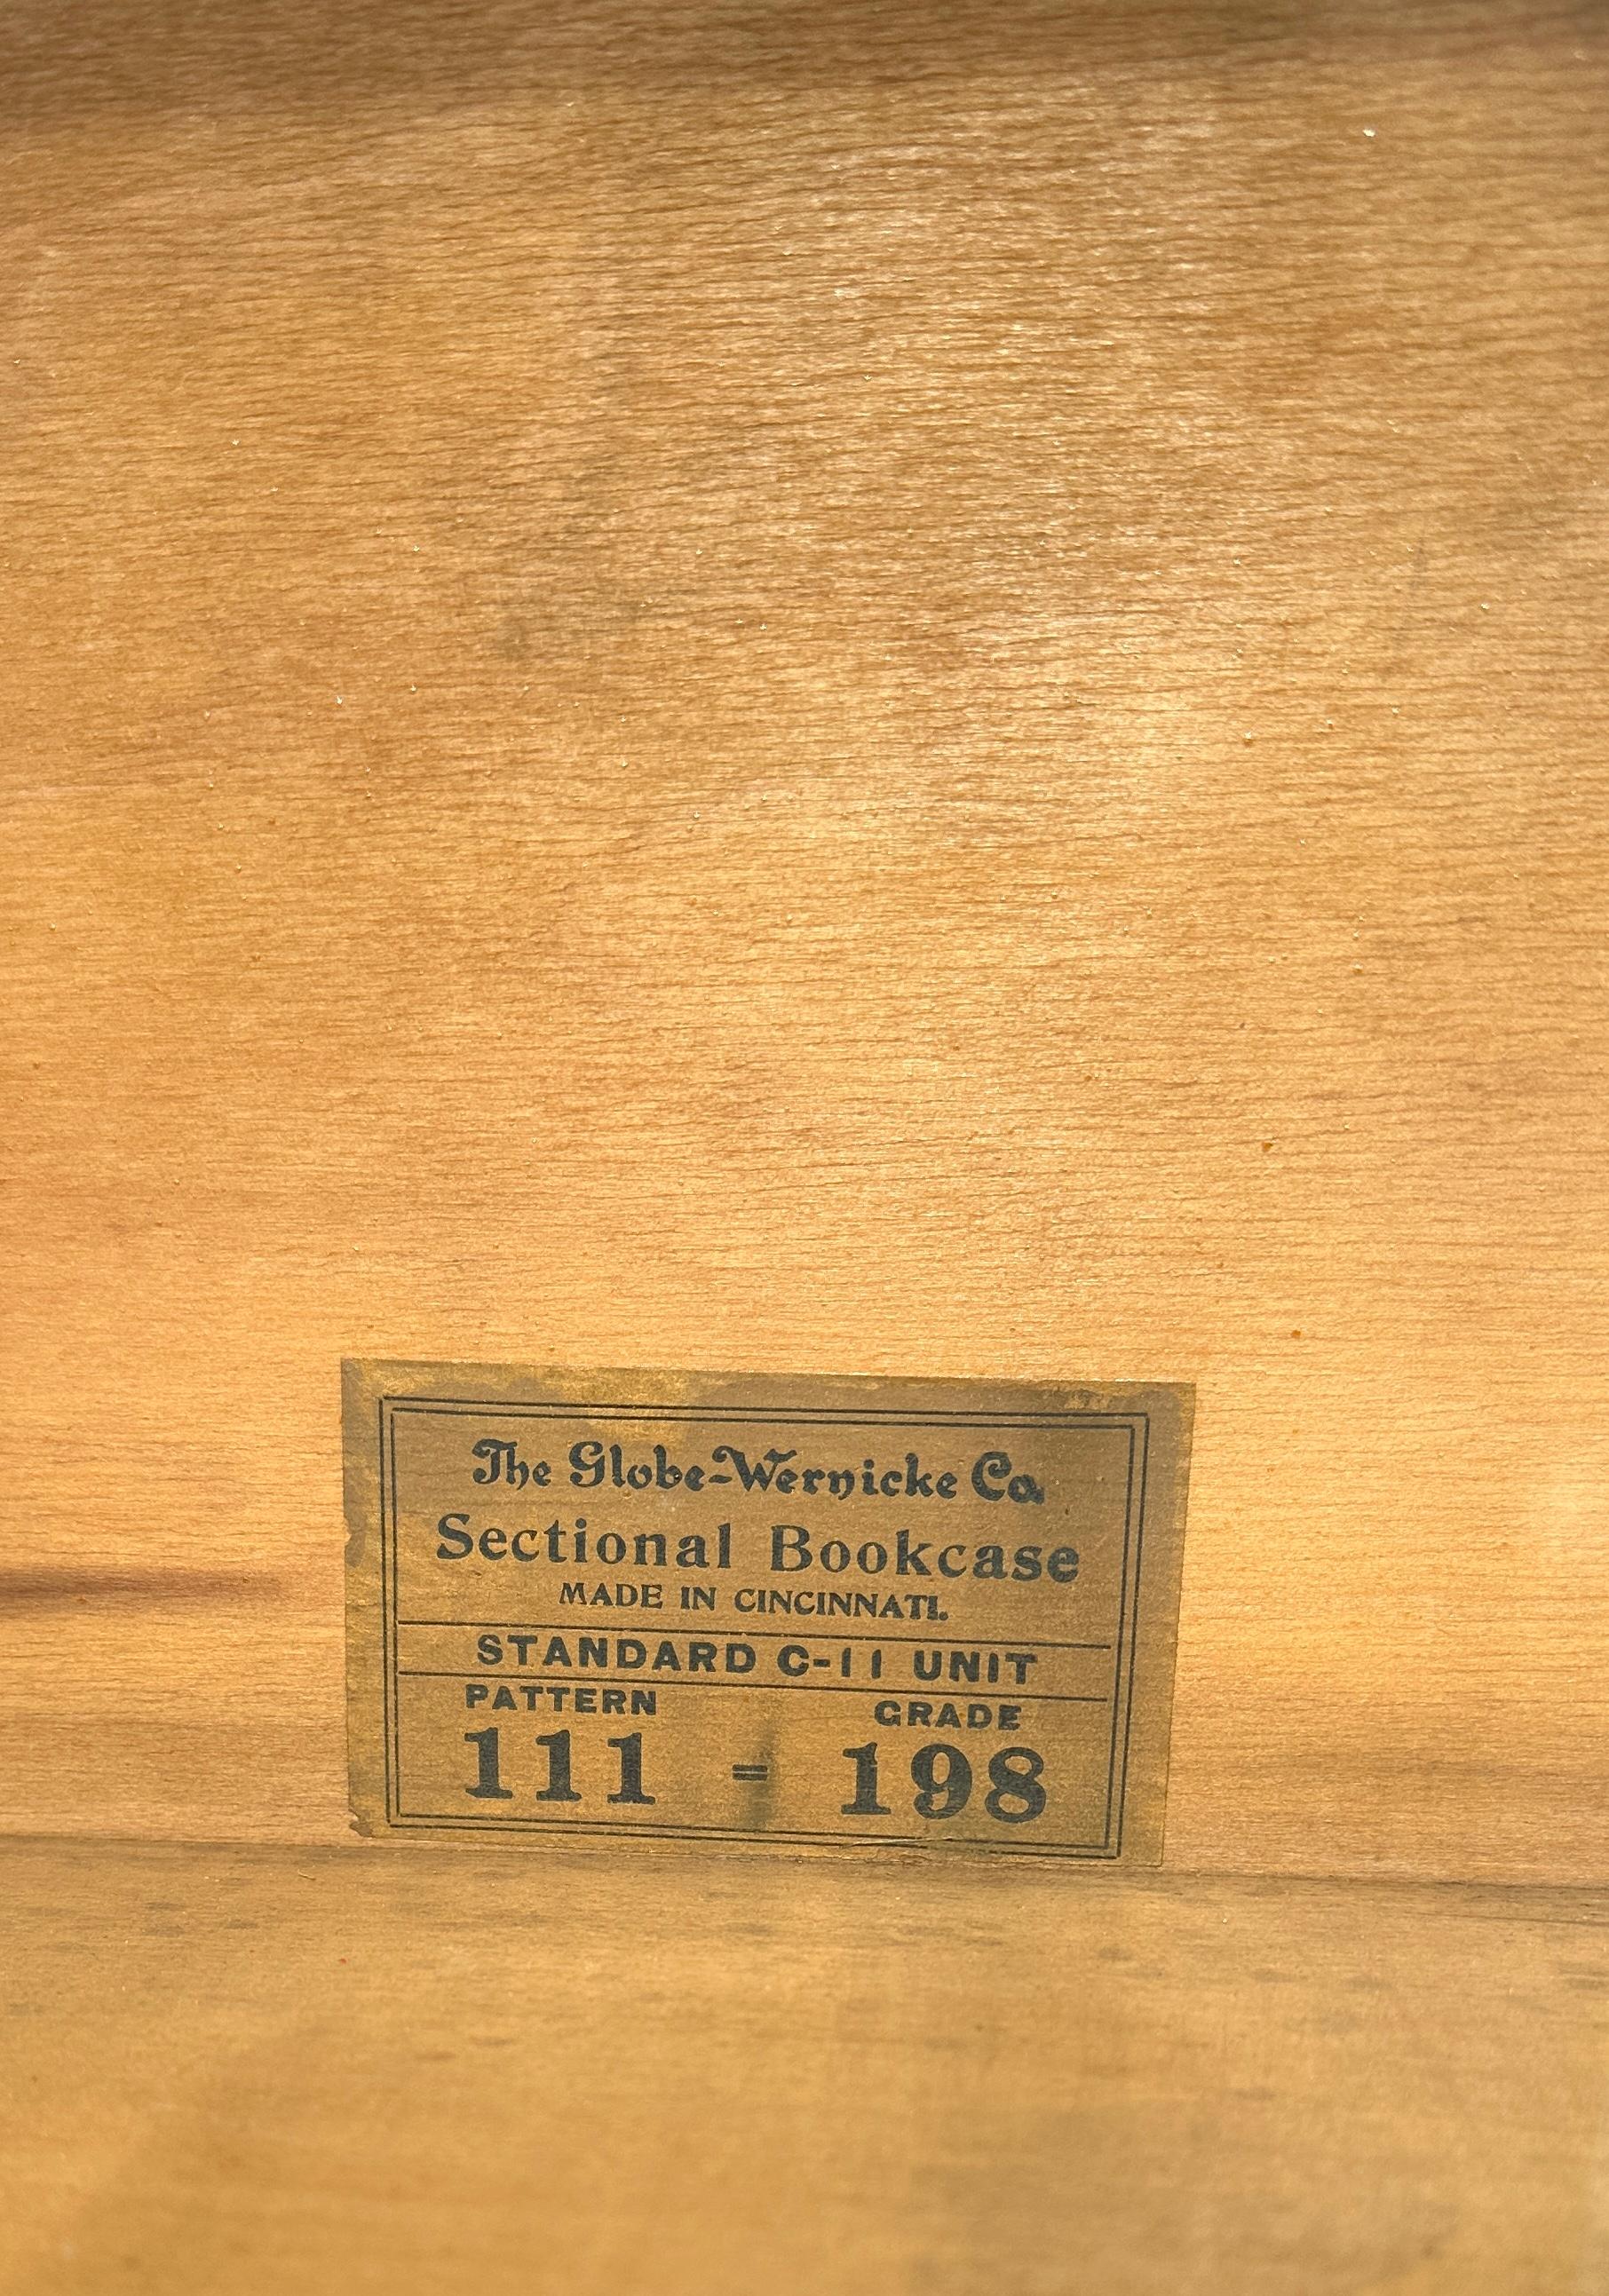 The Globe-Wernicke Co.
Sectional Bookcase
MADE IN CINCINNATI.
STANDARD C-11 UNIT
PATTERN GRADE
111 = 198